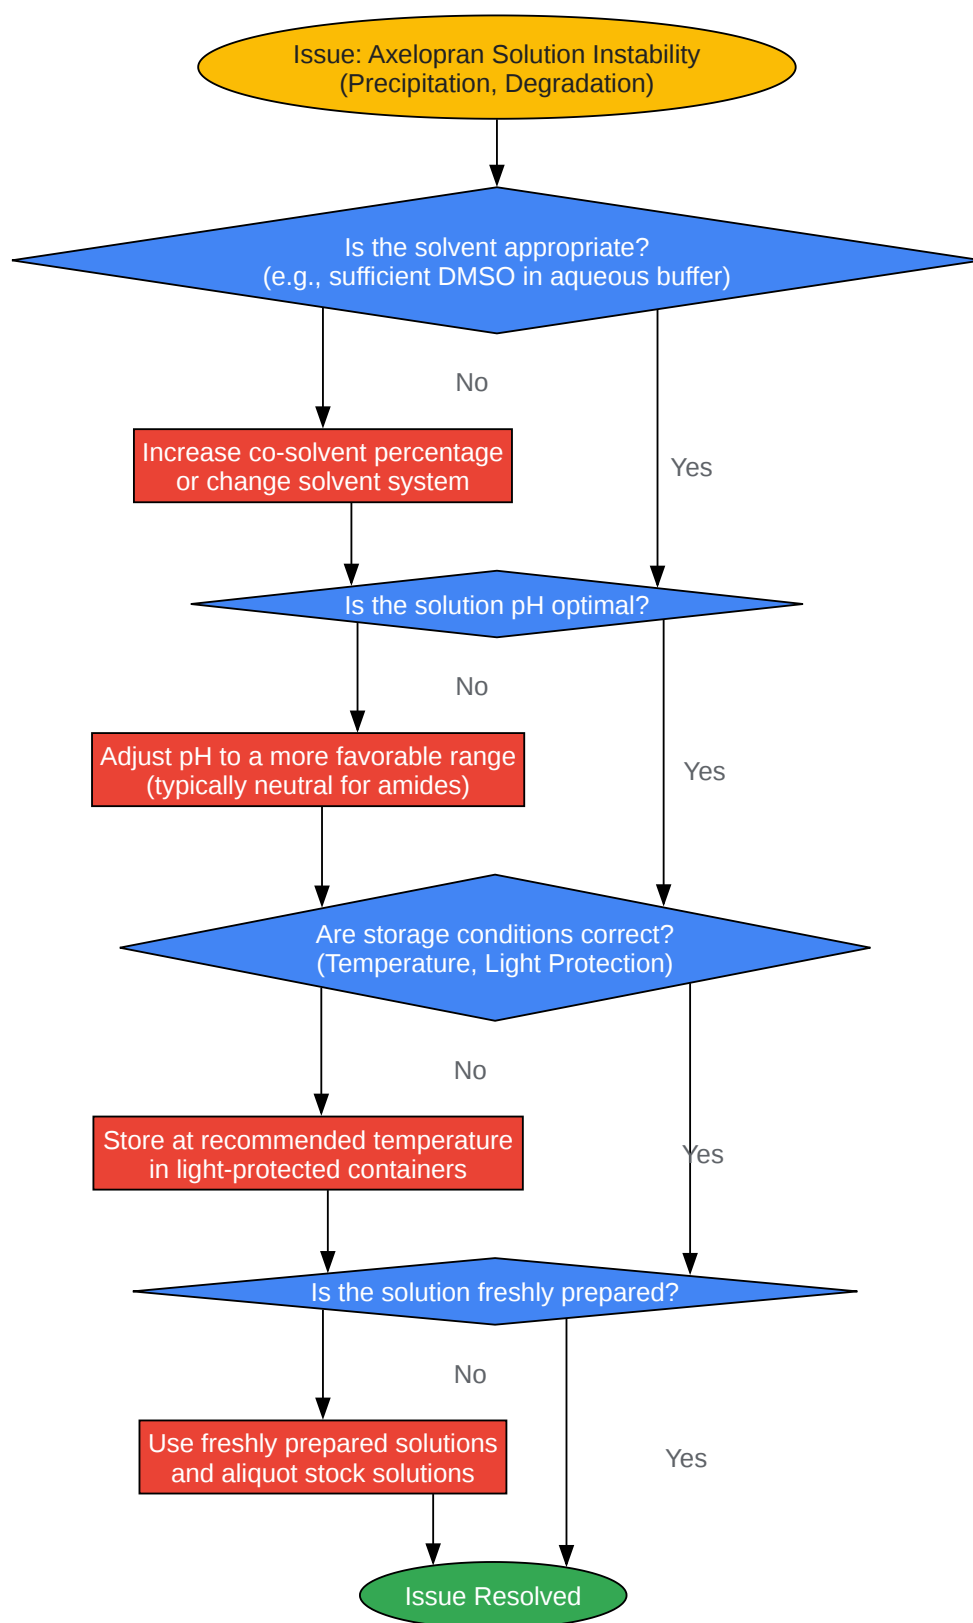 Issue: Axelopran Solution Instability
(Precipitation, Degradation)
Is the solvent appropriate?
(e.g., sufficient DMSO in aqueous buffer)
No
Increase co-solvent percentage
or change solvent system
Yes
Is the solution pH optimal?
No
Adjust pH to a more favorable range
(typically neutral for amides)
Yes
Are storage conditions correct?
(Temperature, Light Protection)
No
Store at recommended temperature
in light-protected containers
Yes
Is the solution freshly prepared?
No
Use freshly prepared solutions
and aliquot stock solutions
Yes
Issue Resolved